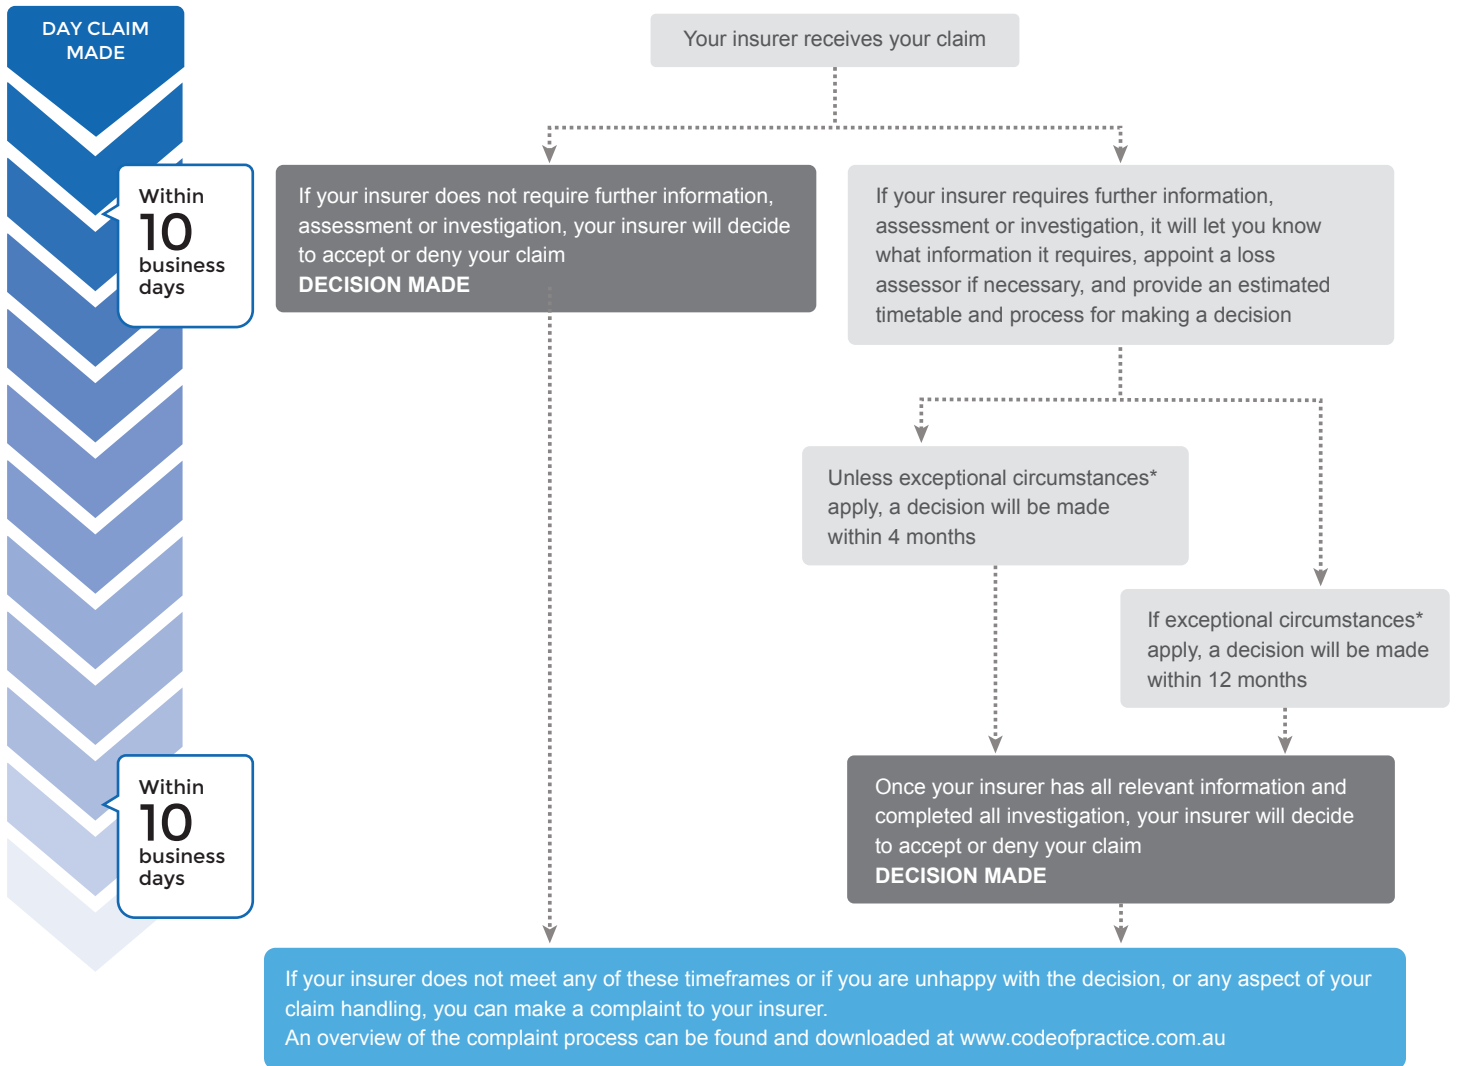 DAY CLAIM
MADE
Your insurer receives your claim
Within
10
business
days
If your insurer does not require further information,
assessment or investigation, your insurer will decide
to accept or deny your claim
DECISION MADE
If your insurer requires further information,
assessment or investigation, it will let you know
what information it requires, appoint a loss
assessor if necessary, and provide an estimated
timetable and process for making a decision
Unless exceptional circumstances*
apply, a decision will be made
within 4 months
If exceptional circumstances*
apply, a decision will be made
within 12 months
Within
10
business
days
Once your insurer has all relevant information and
completed all investigation, your insurer will decide
to accept or deny your claim
DECISION MADE
If your insurer does not meet any of these timeframes or if you are unhappy with the decision, or any aspect of your
claim handling, you can make a complaint to your insurer.
An overview of the complaint process can be found and downloaded at www.codeofpractice.com.au